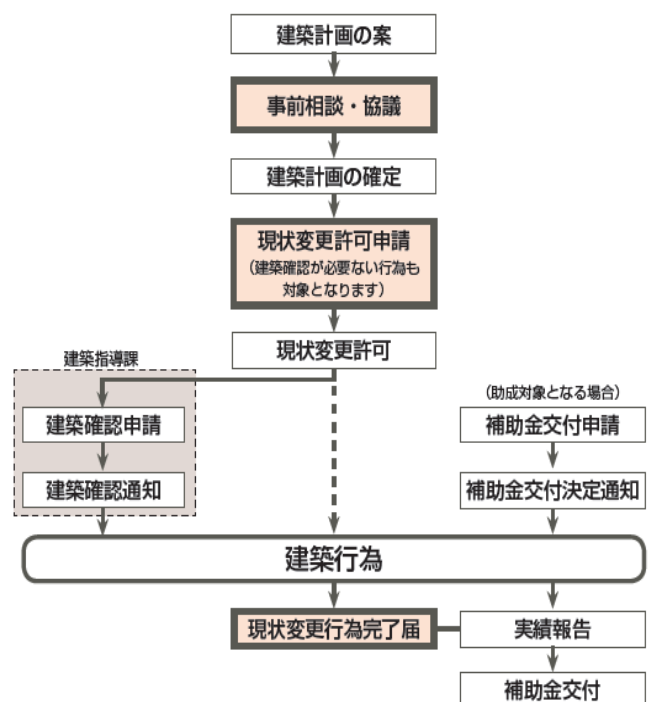 建築計画の案
事前相談・協議
建築計画の確定
現状変更許可申請
（建築確認が必要ない行為も
対象となります）
現状変更許可
建築指導課
建築確認申請
建築確認通知
（助成対象となる場合）
補助金交付申請
補助金交付決定通知
建築行為
現状変更行為完了届
実績報告
補助金交付